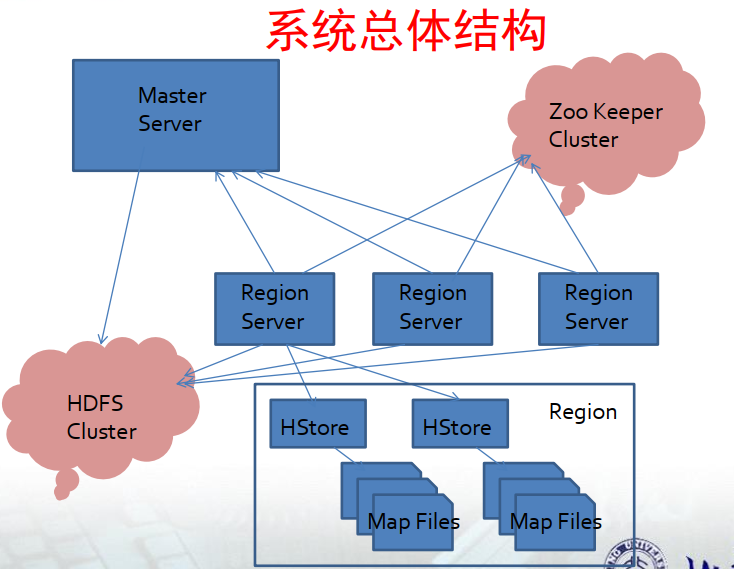 系统总体结构
Master
Server
Zoo Keeper
Cluster
Region
Server
Region
Server
Region
Server
HDFS
Cluster
Region
HStore
HStore
Map Files
Map Files